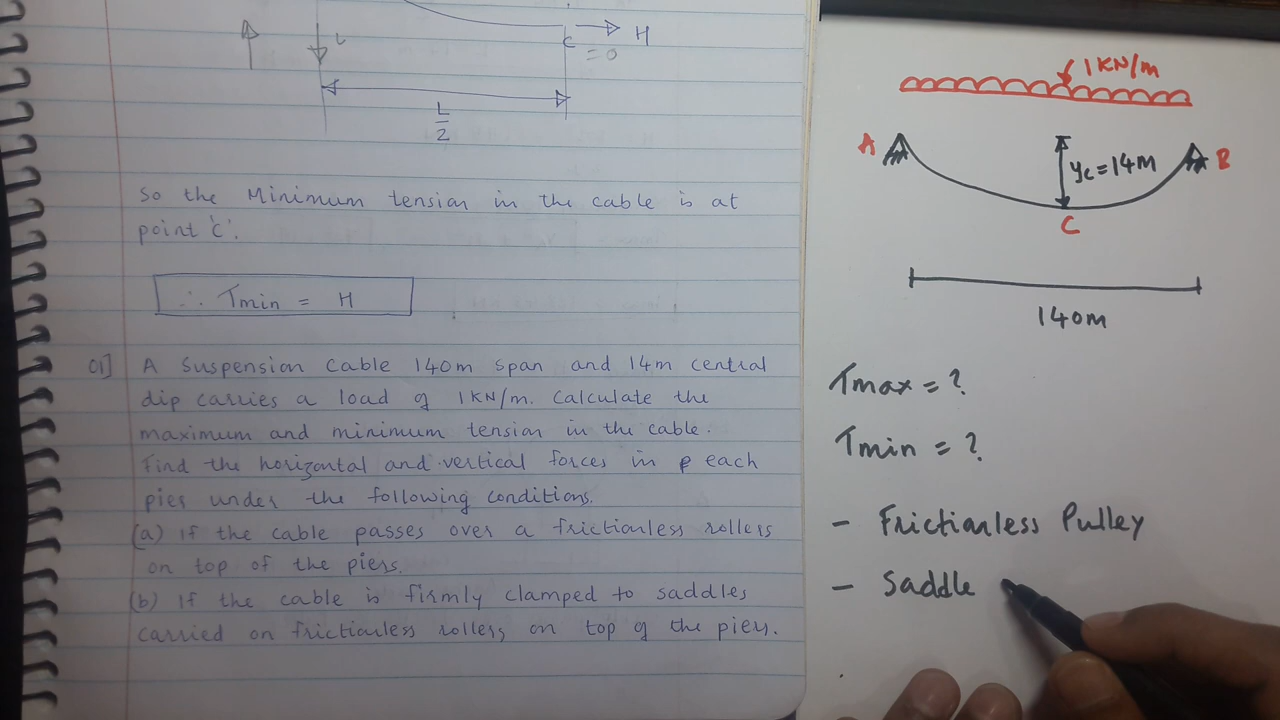 C
H
= 0
L
2
So the Minimum tension in the cable is at
point 'C'.
∴ Tmin = H
01] A Suspension Cable 140m span and 14m central
dip carries a load of 1KN/m. Calculate the
maximum and minimum tension in the cable.
Find the horizontal and vertical forces in each
pier under the following conditions.
(a) If the cable passes over a frictionless rollers
on top of the piers.
(b) If the cable is firmly clamped to saddles
carried on frictionless rollers on top of the piers.
1KN/m
A
yc=14M
B
C
140m
Tmax = ?
Tmin = ?
- Frictionless Pulley
- Saddle